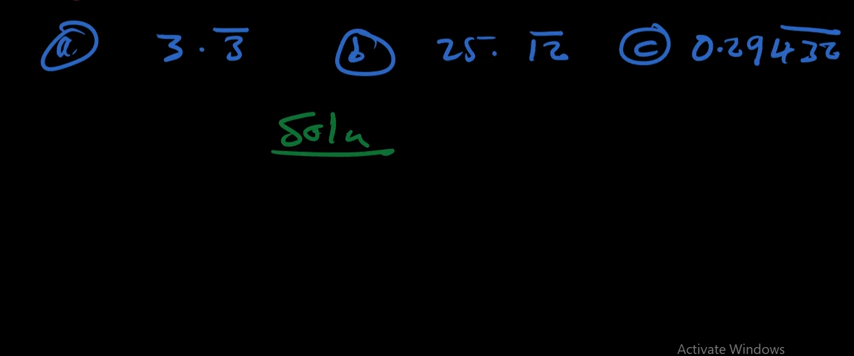 (a) 3.3̅ (b) 25.1̅2̅ (c) 0.294̅3̅2̅
Soln
Activate Windows